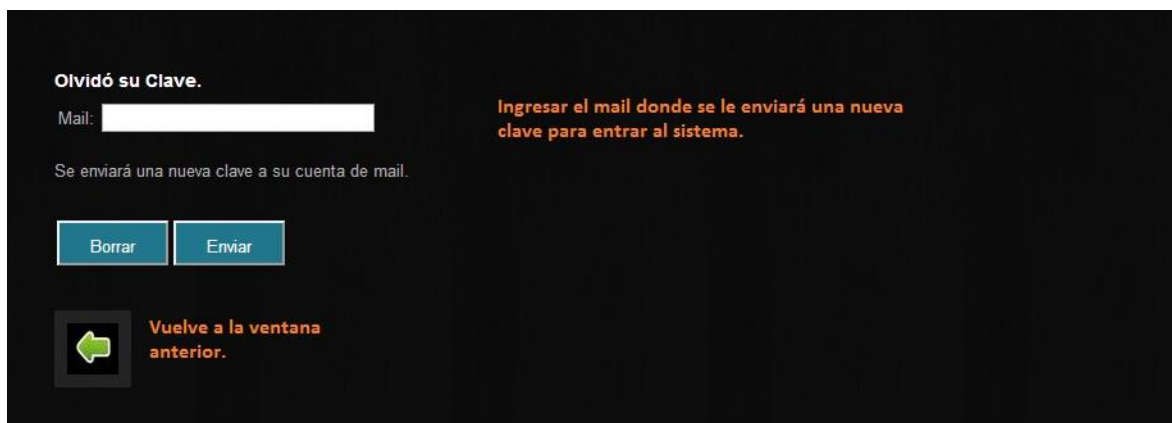 Olvidó su Clave.
Mail:
Ingresar el mail donde se le enviará una nueva
clave para entrar al sistema.
Se enviará una nueva clave a su cuenta de mail.
Borrar
Enviar
Vuelve a la ventana
anterior.